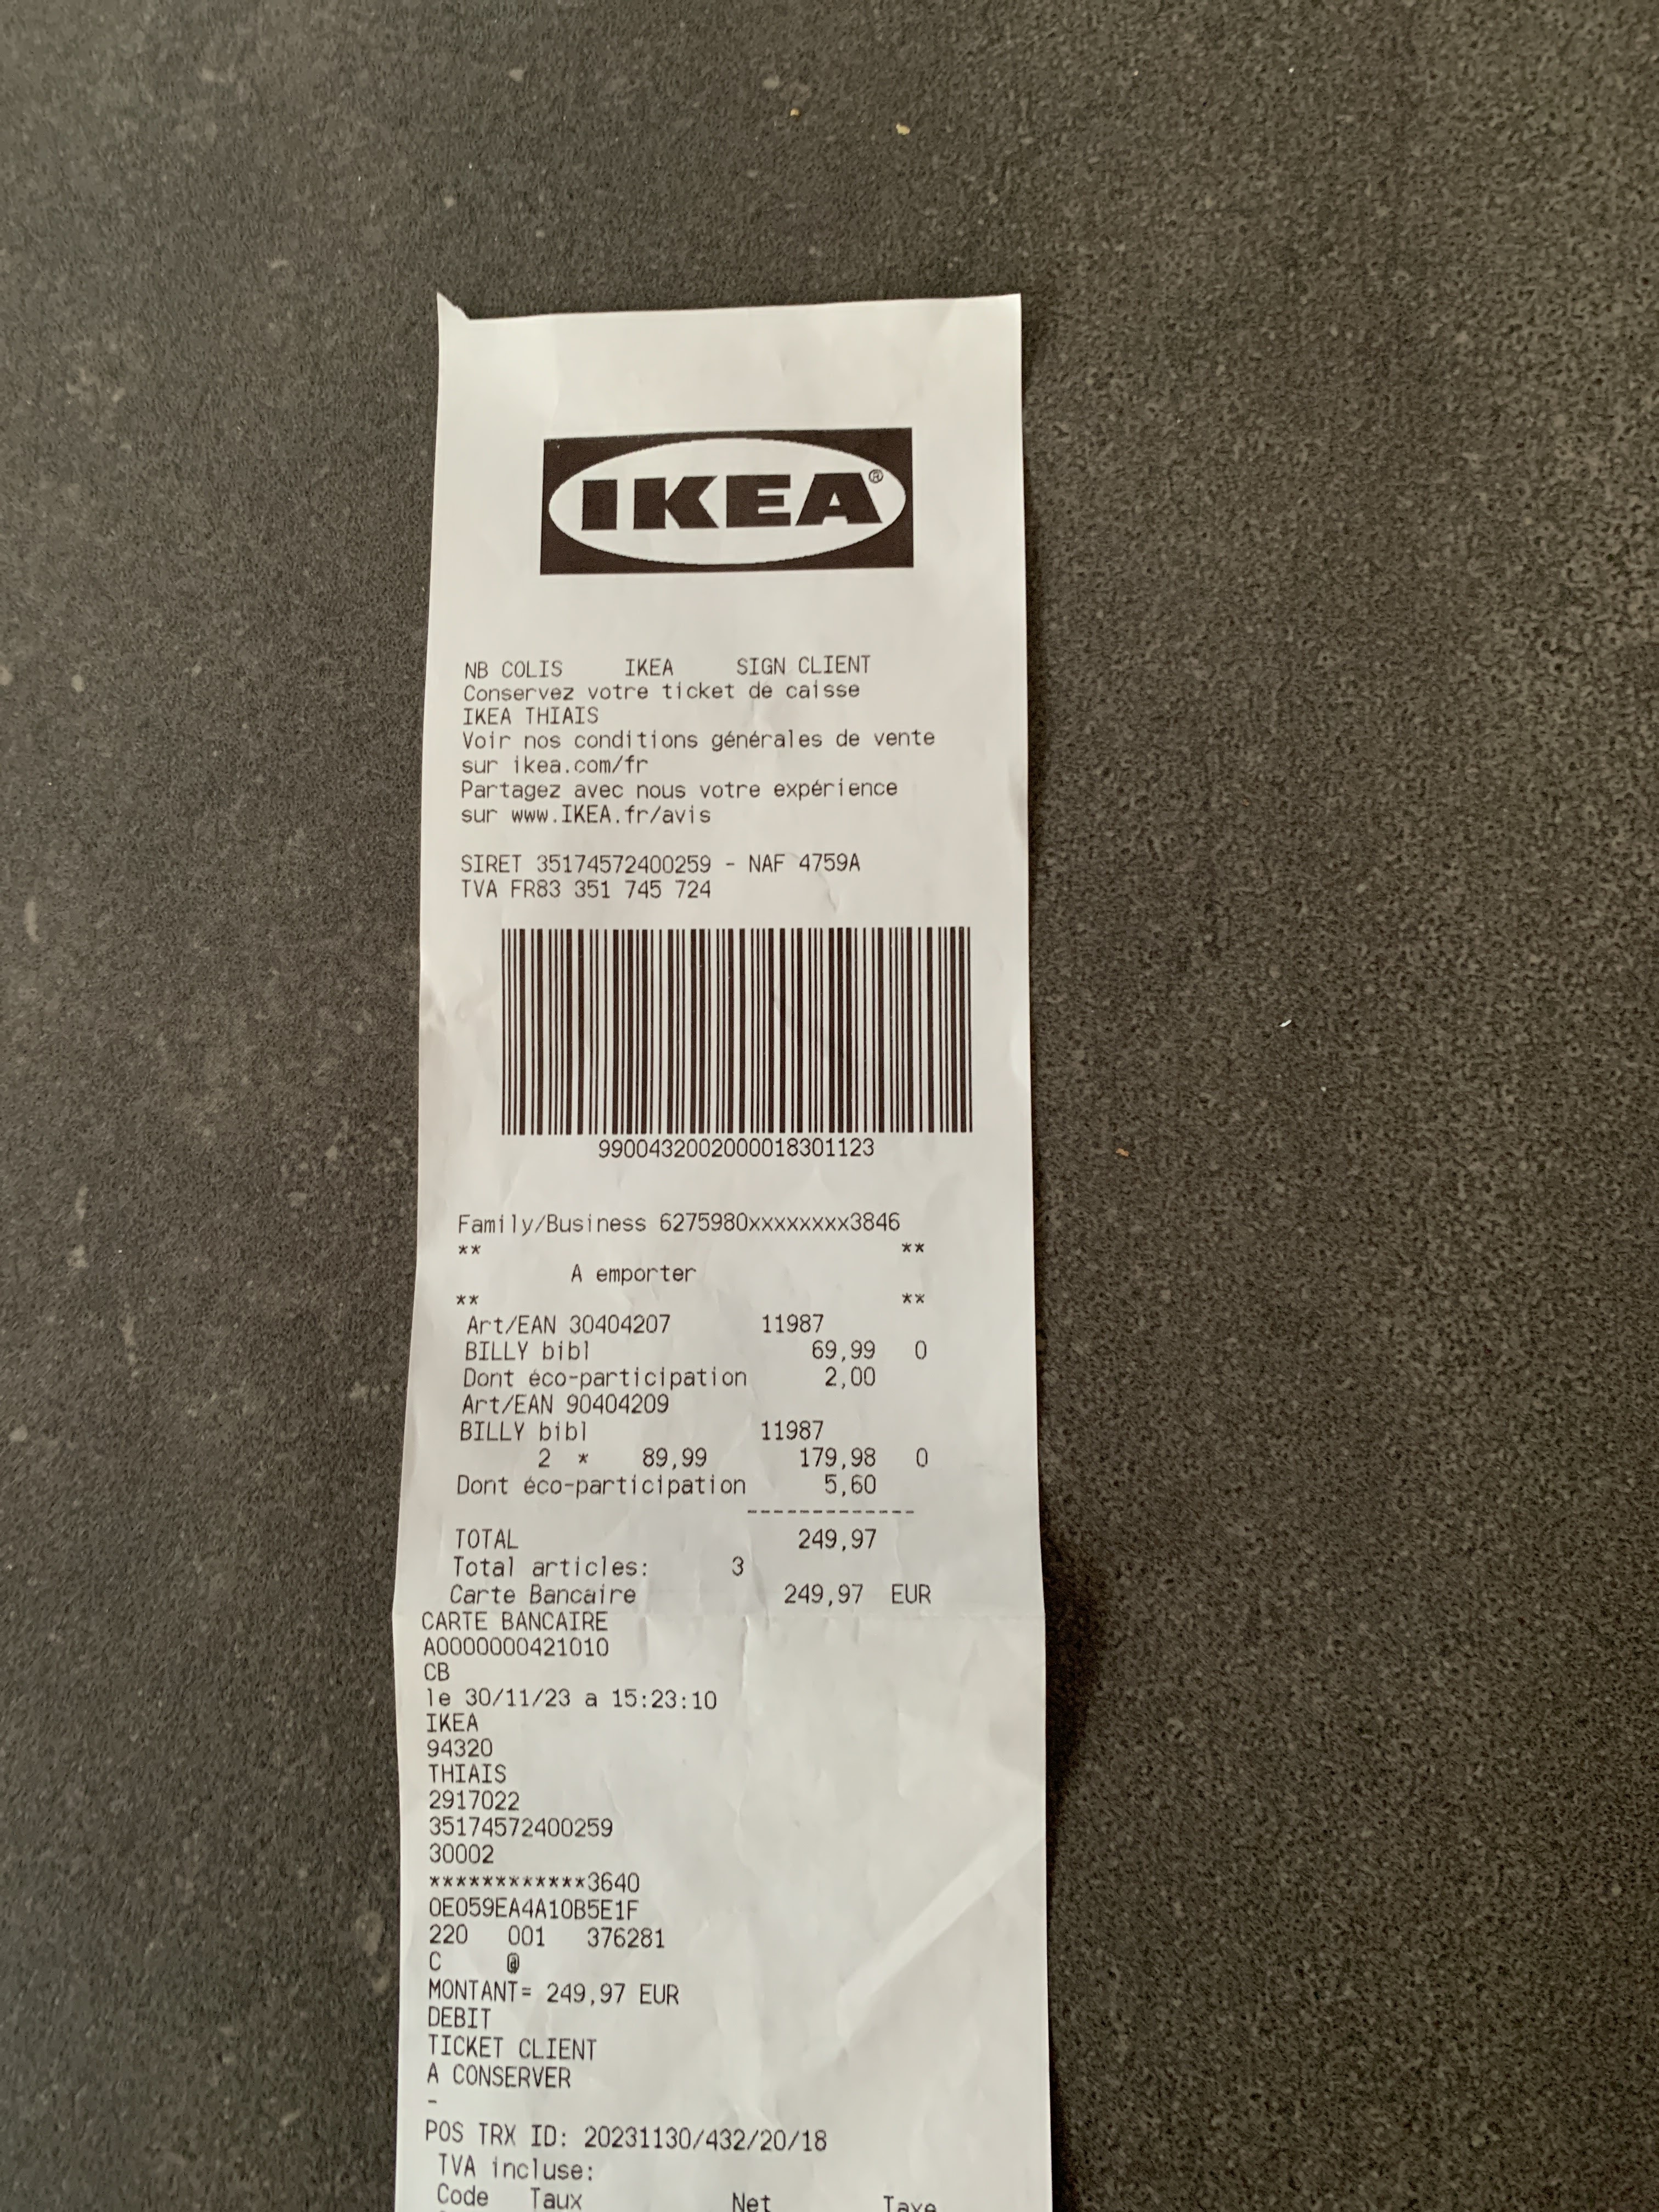 IKEA®
NB COLIS IKEA SIGN CLIENT
Conservez votre ticket de caisse
IKEA THIAIS
Voir nos conditions générales de vente
sur ikea.com/fr
Partagez avec nous votre expérience
sur www.IKEA.fr/avis
SIRET 35174572400259 - NAF 4759A
TVA FR83 351 745 724
9900432002000018301123
Family/Business 6275980xxxxxxxx3846
** **
A emporter
** **
Art/EAN 30404207 11987
BILLY bibl 69,99 0
Dont éco-participation 2,00
Art/EAN 90404209
BILLY bibl 11987
2 * 89,99 179,98 0
Dont éco-participation 5,60
-------------
TOTAL 249,97
Total articles: 3
Carte Bancaire 249,97 EUR
CARTE BANCAIRE
A0000000421010
CB
le 30/11/23 a 15:23:10
IKEA
94320
THIAIS
2917022
35174572400259
30002
************3640
0E059EA4A10B5E1F
220 001 376281
C @
MONTANT= 249,97 EUR
DEBIT
TICKET CLIENT
A CONSERVER
-
POS TRX ID: 20231130/432/20/18
TVA incluse:
Code Taux Net Taxe